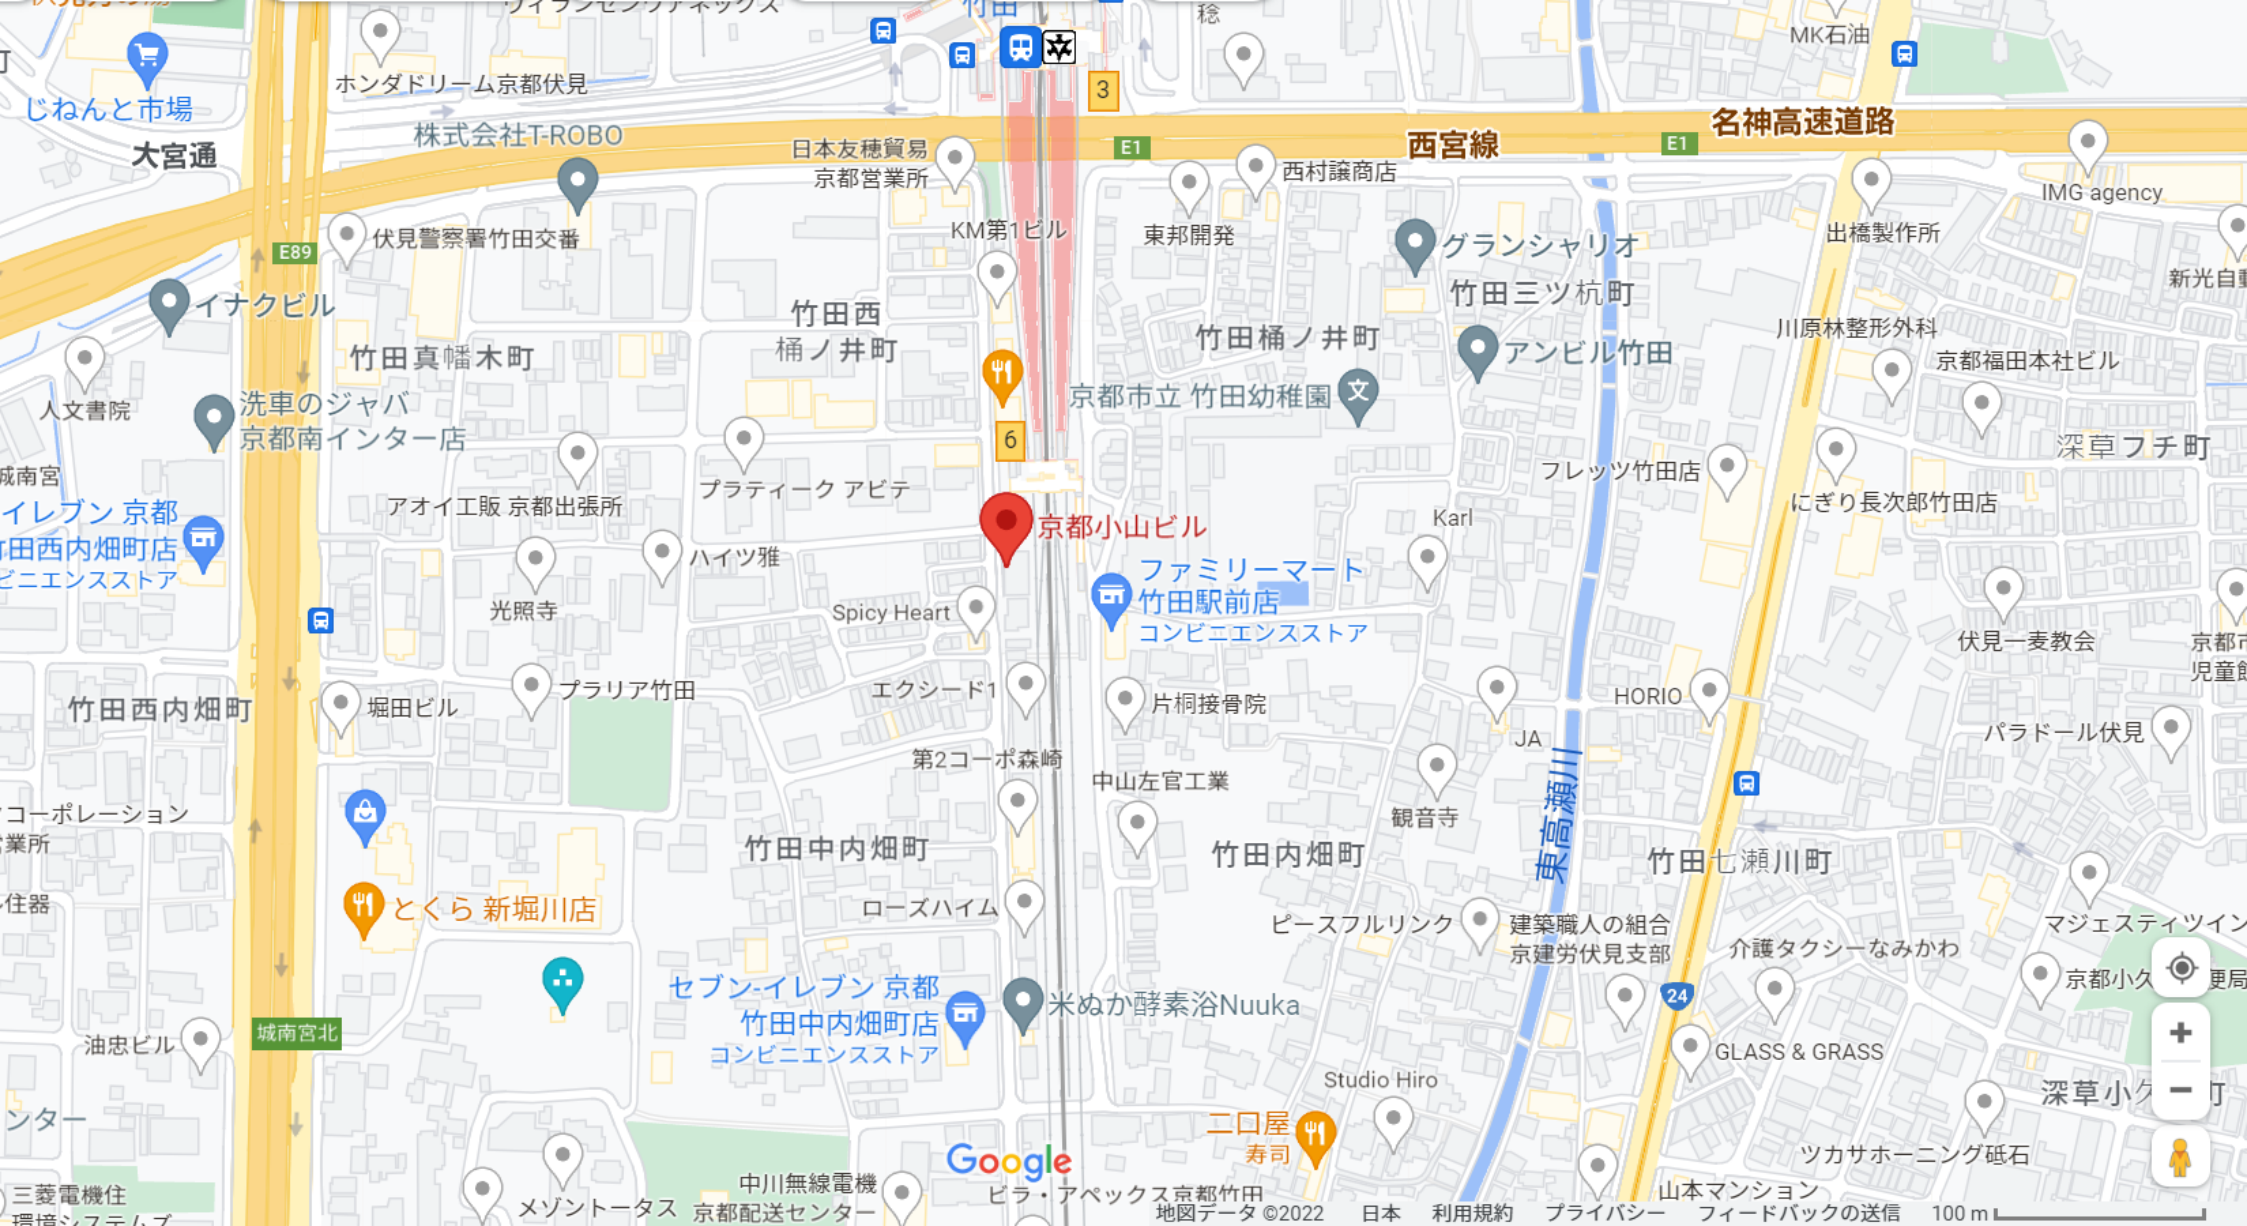 ヴィランセシウアネックス
竹田
稔
MK石油
ホンダドリーム京都伏見
じねんと市場
3
株式会社T-ROBO
大宮通
日本友穂貿易
京都営業所
E1
西宮線
E1
名神高速道路
西村譲商店
IMG agency
KM第1ビル
東邦開発
出橋製作所
伏見警察署竹田交番
E89
グランシャリオ
竹田三ツ杭町
新光自動
イナクビル
竹田西
桶ノ井町
竹田桶ノ井町
川原林整形外科
竹田真幡木町
アンビル竹田
京都福田本社ビル
京都市立 竹田幼稚園
文
人文書院
洗車のジャバ
京都南インター店
6
深草フチ町
城南宮
フレッツ竹田店
プラティーク アビテ
アオイ工販 京都出張所
にぎり長次郎竹田店
イレブン 京都
竹田西内畑町店
ビニエンスストア
Karl
京都小山ビル
ハイツ雅
ファミリーマート
竹田駅前店
コンビニエンスストア
光照寺
Spicy Heart
伏見一麦教会
京都市
児童館
エクシード1
プラリア竹田
HORIO
竹田西内畑町
堀田ビル
片桐接骨院
JA
パラドール伏見
第2コーポ森崎
中山左官工業
東高瀬川
コーポレーション
営業所
観音寺
竹田中内畑町
竹田内畑町
竹田七瀬川町
住器
とくら 新堀川店
ローズハイム
ピースフルリンク
建築職人の組合
京建労伏見支部
マジェスティツイン
介護タクシーなみかわ
セブン-イレブン 京都
竹田中内畑町店
コンビニエンスストア
米ぬか酵素浴Nuuka
24
京都小久
便局
城南宮北
油忠ビル
GLASS & GRASS
Studio Hiro
深草小久
町
ンター
二口屋
寿司
ツカサホーニング砥石
Google
中川無線電機
京都配送センター
三菱電機住
環境システムズ
メゾントータス
ビラ・アペックス京都竹田
山本マンション
地図データ ©2022
日本
利用規約
プライバシー
フィードバックの送信
100 m